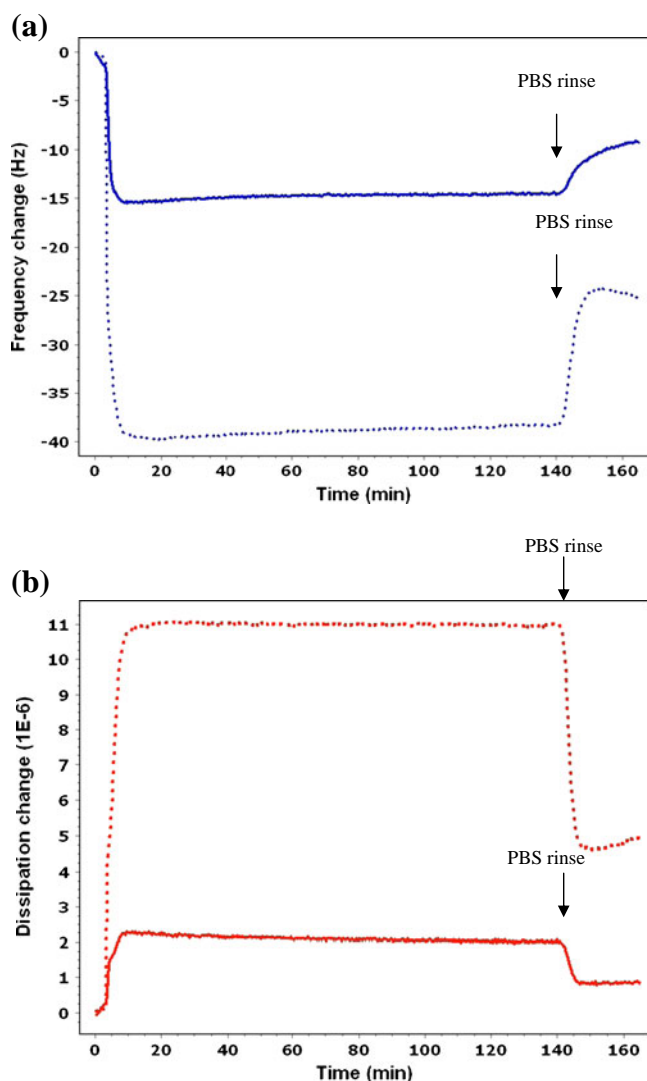 (a)
0
-5
-10
-15
-20
-25
-30
-35
-40
Frequency change (Hz)
PBS rinse
PBS rinse
0 20 40 60 80 100 120 140 160
Time (min)
(b)
PBS rinse
11
10
9
8
7
6
5
4
3
2
1
0
Dissipation change (1E-6)
PBS rinse
0 20 40 60 80 100 120 140 160
Time (min)